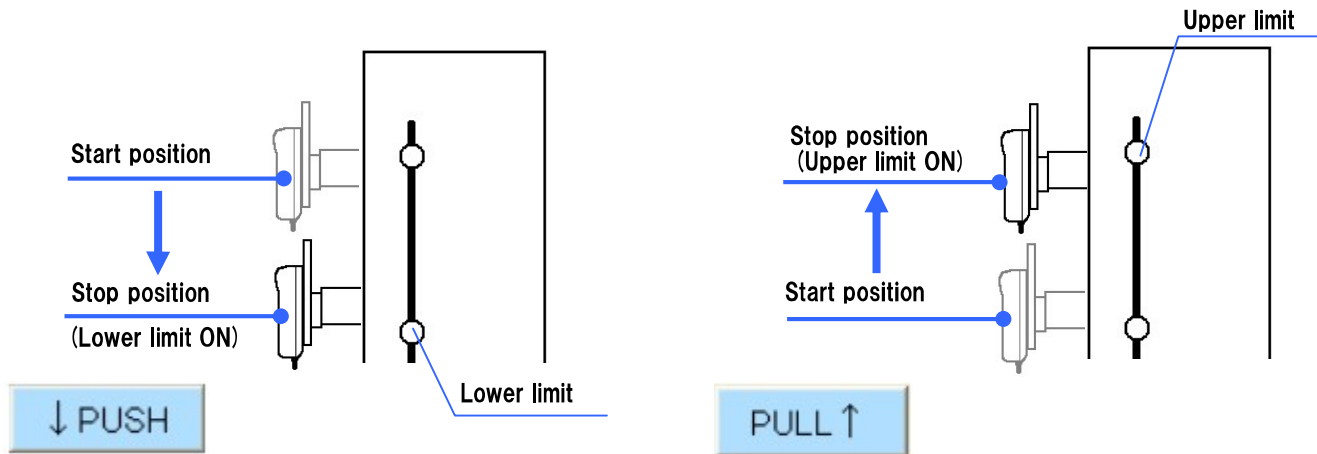 Start position
Stop position
(Lower limit ON)
Lower limit
↓ PUSH
Upper limit
Stop position
(Upper limit ON)
Start position
PULL ↑